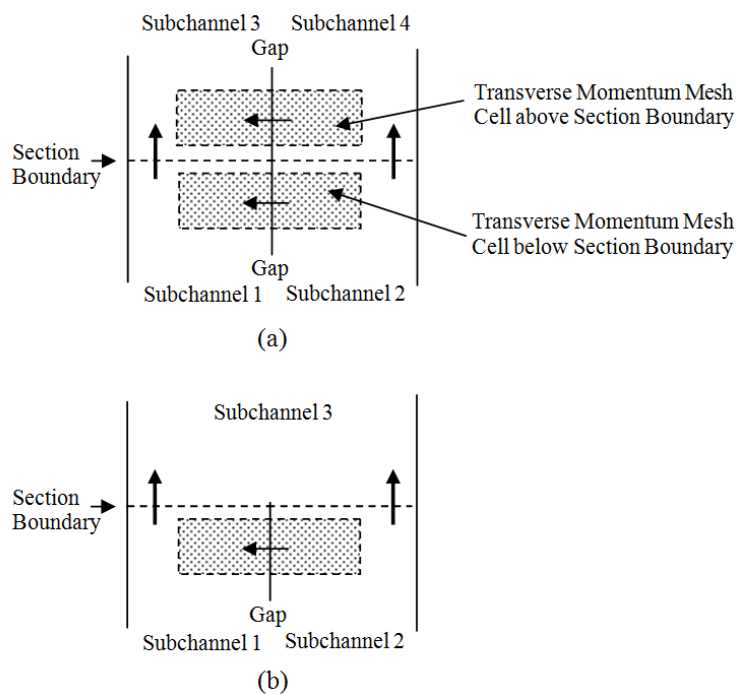 Subchannel 3 Subchannel 4
Gap
Transverse Momentum Mesh
Cell above Section Boundary
Section
Boundary
Transverse Momentum Mesh
Cell below Section Boundary
Gap
Subchannel 1 Subchannel 2
(a)
Subchannel 3
Section
Boundary
Gap
Subchannel 1 Subchannel 2
(b)